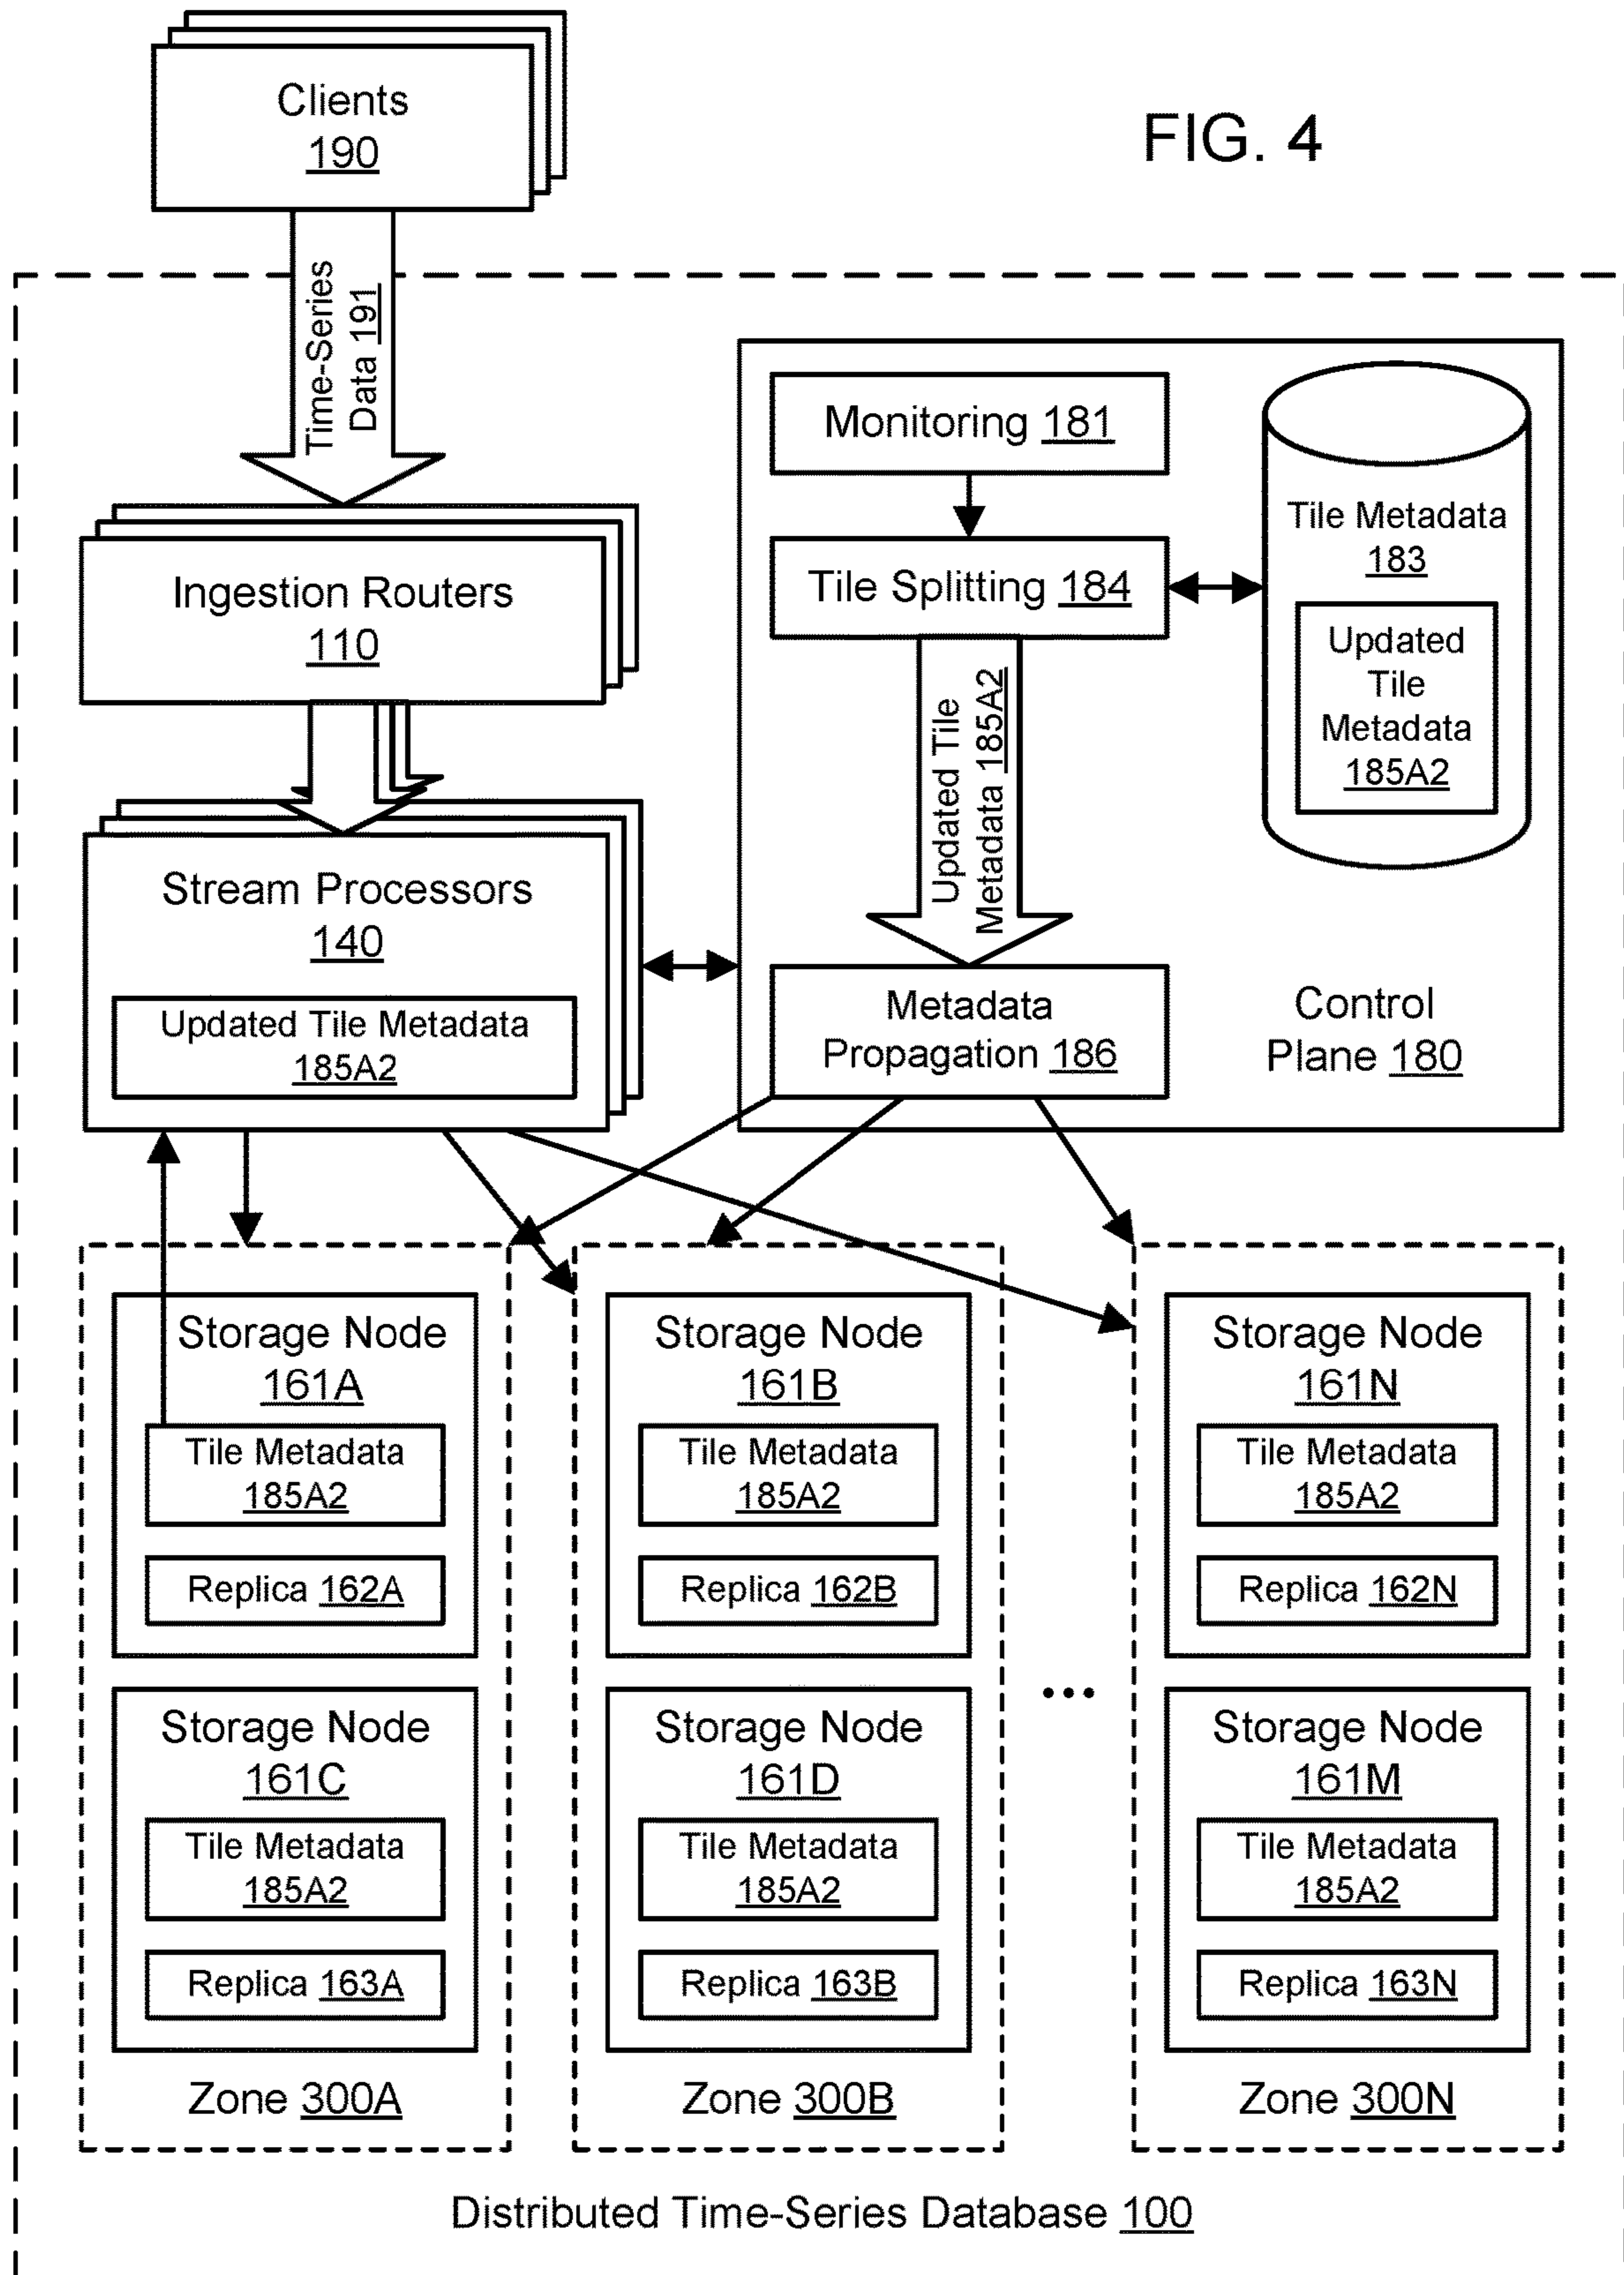 FIG. 4
Clients
190
Time-Series
Data 191
Ingestion Routers
110
Stream Processors
140
Updated Tile Metadata
185A2
Monitoring 181
Tile Splitting 184
Updated Tile
Metadata 185A2
Metadata
Propagation 186
Tile Metadata
183
Updated
Tile
Metadata
185A2
Control
Plane 180
Storage Node
161A
Tile Metadata
185A2
Replica 162A
Storage Node
161C
Tile Metadata
185A2
Replica 163A
Zone 300A
Storage Node
161B
Tile Metadata
185A2
Replica 162B
Storage Node
161D
Tile Metadata
185A2
Replica 163B
Zone 300B
...
Storage Node
161N
Tile Metadata
185A2
Replica 162N
Storage Node
161M
Tile Metadata
185A2
Replica 163N
Zone 300N
Distributed Time-Series Database 100